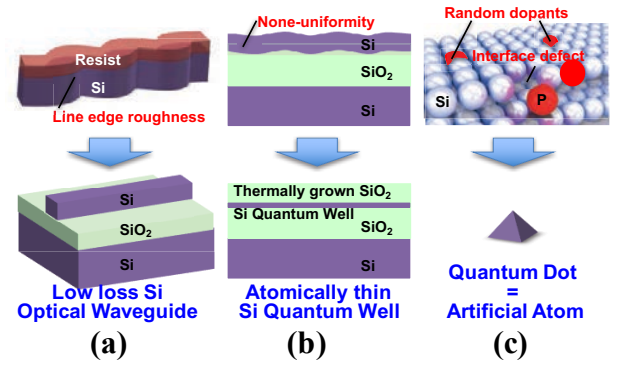 Resist
Si
Line edge roughness
None-uniformity
Si
SiO2
Si
Random dopants
Interface defect
Si
P
Si
SiO2
Si
Low loss Si
Optical Waveguide
(a)
Thermally grown SiO2
Si Quantum Well
SiO2
Si
Atomically thin
Si Quantum Well
(b)
Quantum Dot
=
Artificial Atom
(c)